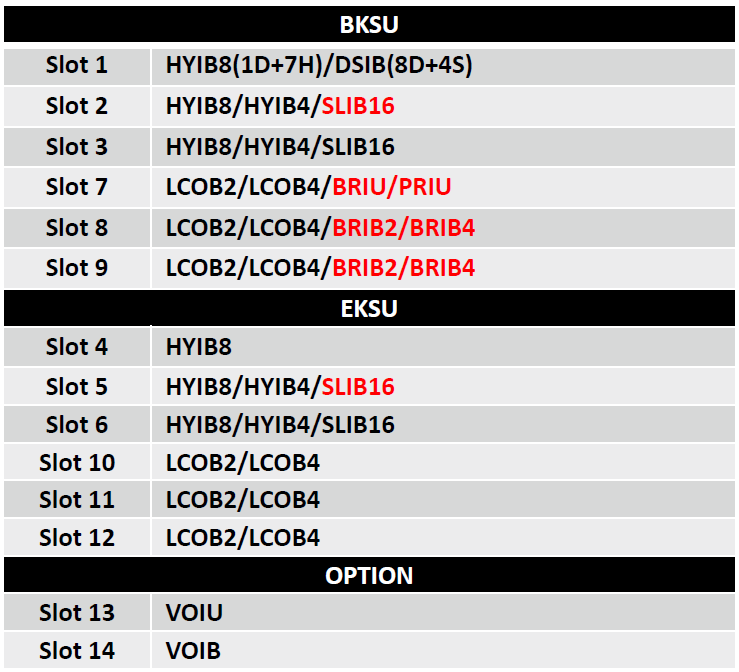 BKSU
Slot 1 HYIB8(1D+7H)/DSIB(8D+4S)
Slot 2 HYIB8/HYIB4/SLIB16
Slot 3 HYIB8/HYIB4/SLIB16
Slot 7 LCOB2/LCOB4/BRIU/PRIU
Slot 8 LCOB2/LCOB4/BRIB2/BRIB4
Slot 9 LCOB2/LCOB4/BRIB2/BRIB4
EKSU
Slot 4 HYIB8
Slot 5 HYIB8/HYIB4/SLIB16
Slot 6 HYIB8/HYIB4/SLIB16
Slot 10 LCOB2/LCOB4
Slot 11 LCOB2/LCOB4
Slot 12 LCOB2/LCOB4
OPTION
Slot 13 VOIU
Slot 14 VOIB